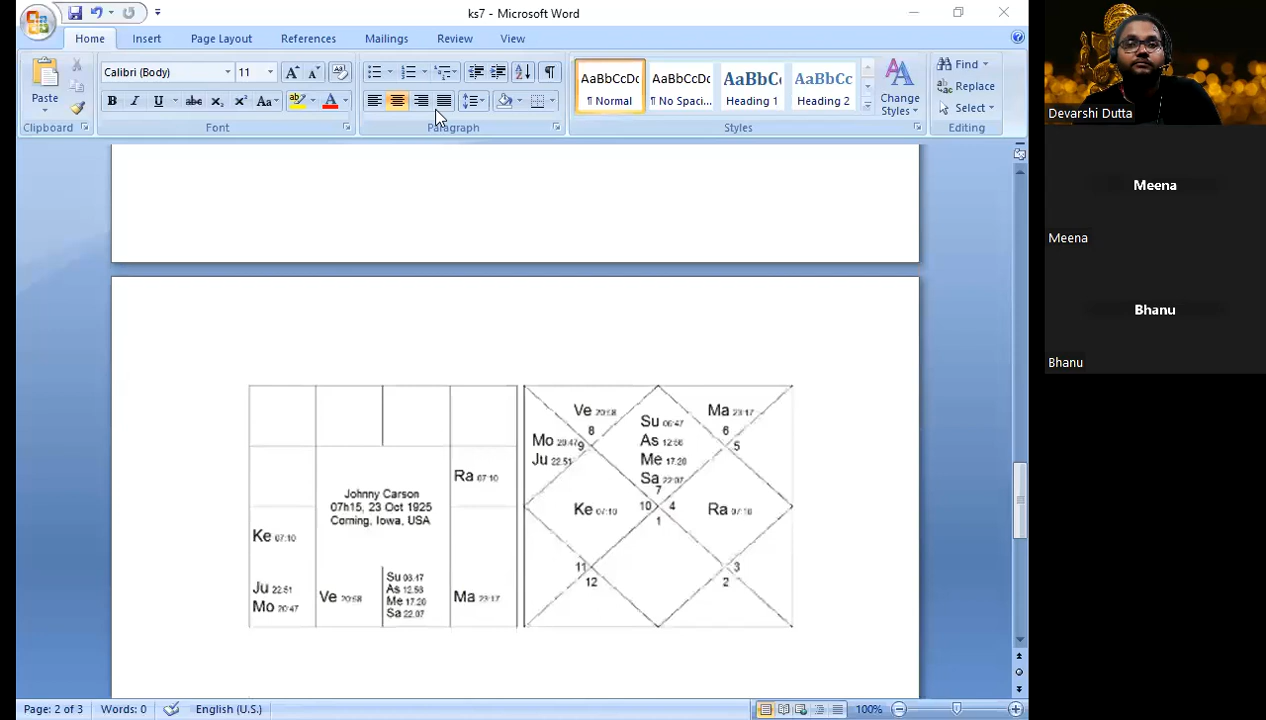 ks7 - Microsoft Word
Home Insert Page Layout References Mailings Review View
Calibri (Body) 11
Paste
B I U abc x₂ x² Aa A
AaBbCcDc AaBbCcDc AaBbC AaBbCc
¶ Normal ¶ No Spaci... Heading 1 Heading 2
Change
Styles
Find
Replace
Select
Clipboard Font Paragraph Styles Editing
Devarshi Dutta
Meena
Meena
Bhanu
Bhanu
Ra 07:10
Johnny Carson
07h15, 23 Oct 1925
Corning, Iowa, USA
Ke 07:10
Ju 22:51
Mo 20:47
Ve 20:58
Su
As
Me 17:20
Sa 22:07
Ma 23:17
Ve 20:58
8
Su 06:47
As
Me 17:20
Sa 22:07
7
Ma 23:17
6
5
Mo 20:47
9
Ju 22:51
Ke 07:10
10
4
1
Ra 07:10
11
12
3
2
Page: 2 of 3 Words: 0 English (U.S.) 100%